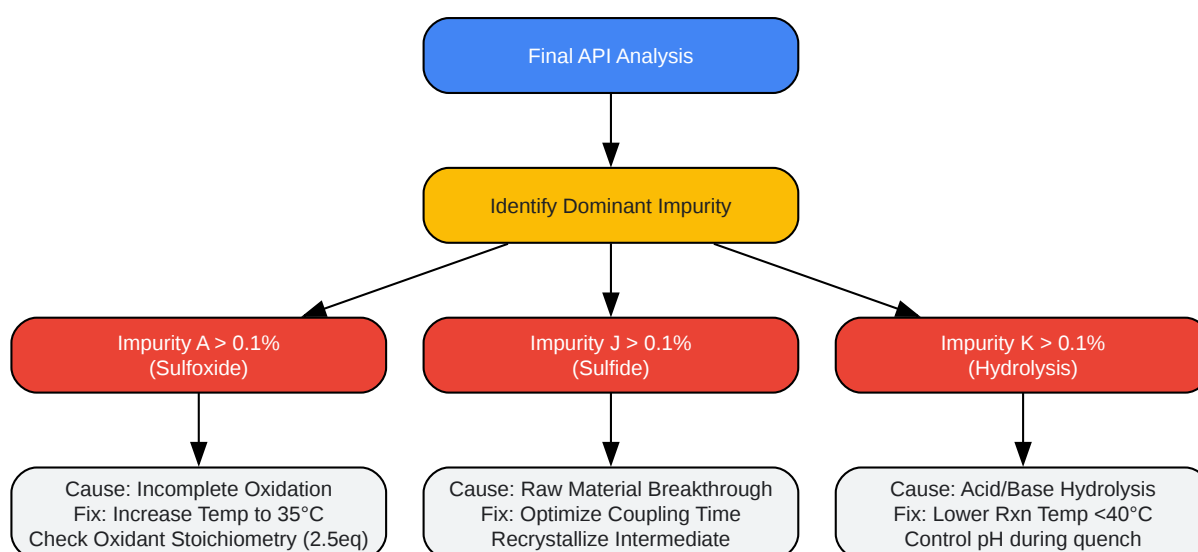 Final API Analysis
Identify Dominant Impurity
Impurity A > 0.1%
(Sulfoxide)
Impurity J > 0.1%
(Sulfide)
Impurity K > 0.1%
(Hydrolysis)
Cause: Incomplete Oxidation
Fix: Increase Temp to 35°C
Check Oxidant Stoichiometry (2.5eq)
Cause: Raw Material Breakthrough
Fix: Optimize Coupling Time
Recrystallize Intermediate
Cause: Acid/Base Hydrolysis
Fix: Lower Rxn Temp <40°C
Control pH during quench